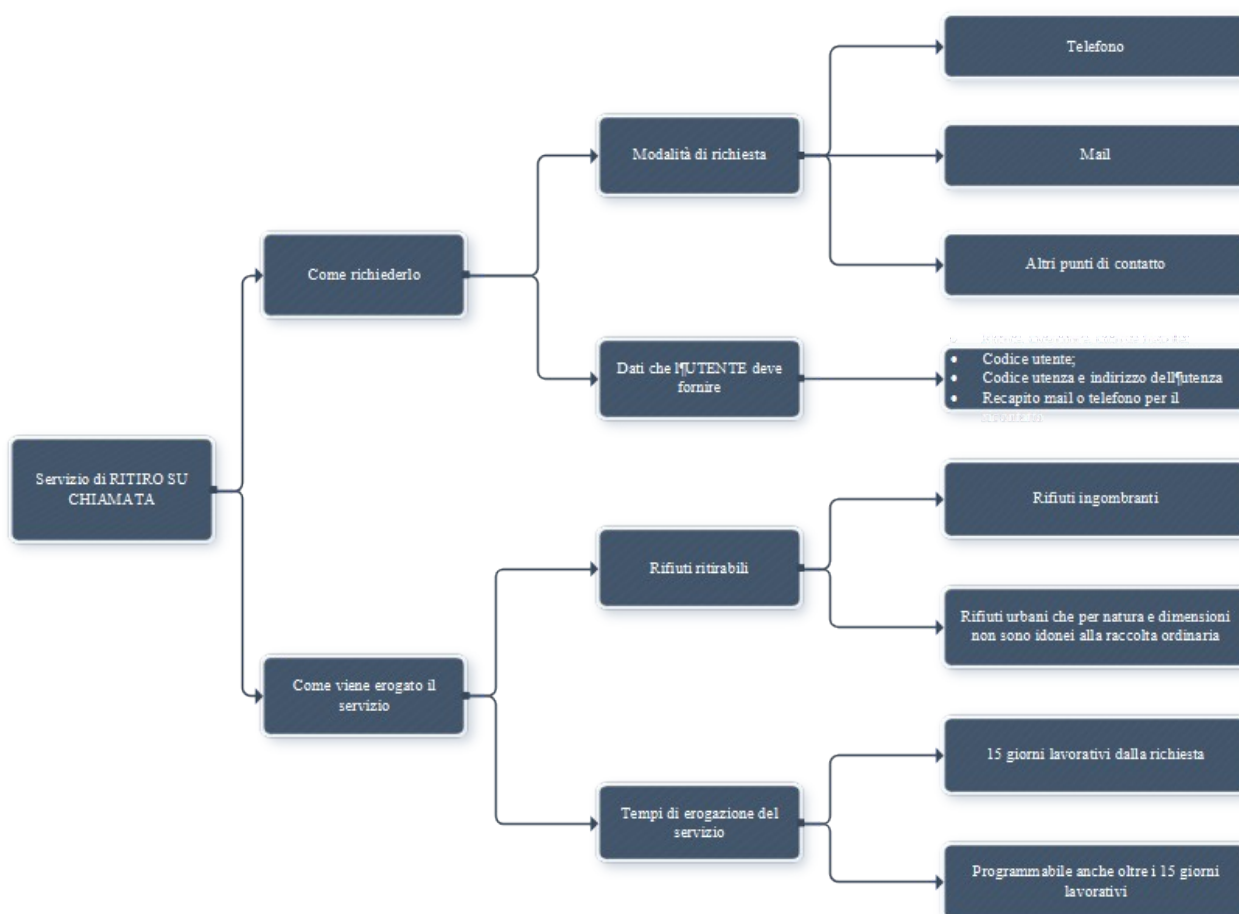 Telefono
Modalità di richiesta
Mail
Come richiederlo
Altri punti di contatto
Dati che l¶UTENTE deve
fornire
• Codice utente;
• Codice utenza e indirizzo dell¶utenza
• Recapito mail o telefono per il
Servizio di RITIRO SU
CHIAMATA
Rifiuti ingombranti
Rifiuti ritirabili
Rifiuti urbani che per natura e dimensioni
non sono idonei alla raccolta ordinaria
Come viene erogato il
servizio
15 giorni lavorativi dalla richiesta
Tempi di erogazione del
servizio
Programmabile anche oltre i 15 giorni
lavorativi